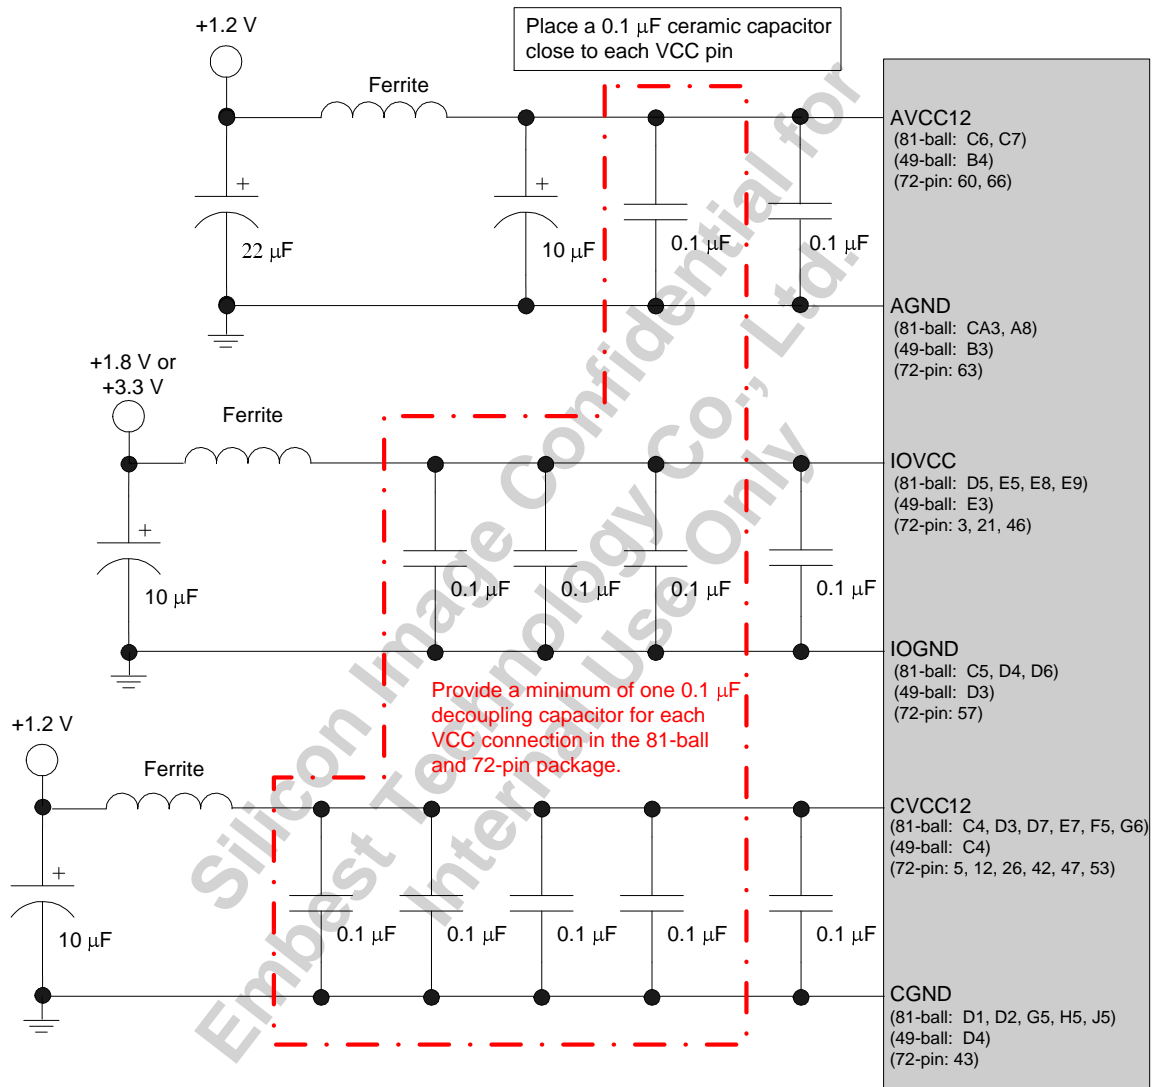 +1.2 V
Place a 0.1 μF ceramic capacitor
close to each VCC pin
Ferrite
+
22 μF
+
10 μF
0.1 μF
0.1 μF
AVCC12
(81-ball: C6, C7)
(49-ball: B4)
(72-pin: 60, 66)
AGND
(81-ball: CA3, A8)
(49-ball: B3)
(72-pin: 63)
+1.8 V or
+3.3 V
Ferrite
+
10 μF
0.1 μF
0.1 μF
0.1 μF
0.1 μF
IOVCC
(81-ball: D5, E5, E8, E9)
(49-ball: E3)
(72-pin: 3, 21, 46)
IOGND
(81-ball: C5, D4, D6)
(49-ball: D3)
(72-pin: 57)
Provide a minimum of one 0.1 μF
decoupling capacitor for each
VCC connection in the 81-ball
and 72-pin package.
+1.2 V
Ferrite
+
10 μF
0.1 μF
0.1 μF
0.1 μF
0.1 μF
0.1 μF
CVCC12
(81-ball: C4, D3, D7, E7, F5, G6)
(49-ball: C4)
(72-pin: 5, 12, 26, 42, 47, 53)
CGND
(81-ball: D1, D2, G5, H5, J5)
(49-ball: D4)
(72-pin: 43)
Silicon Image Confidential for
Embest Technology Co., Ltd.
Internal Use Only